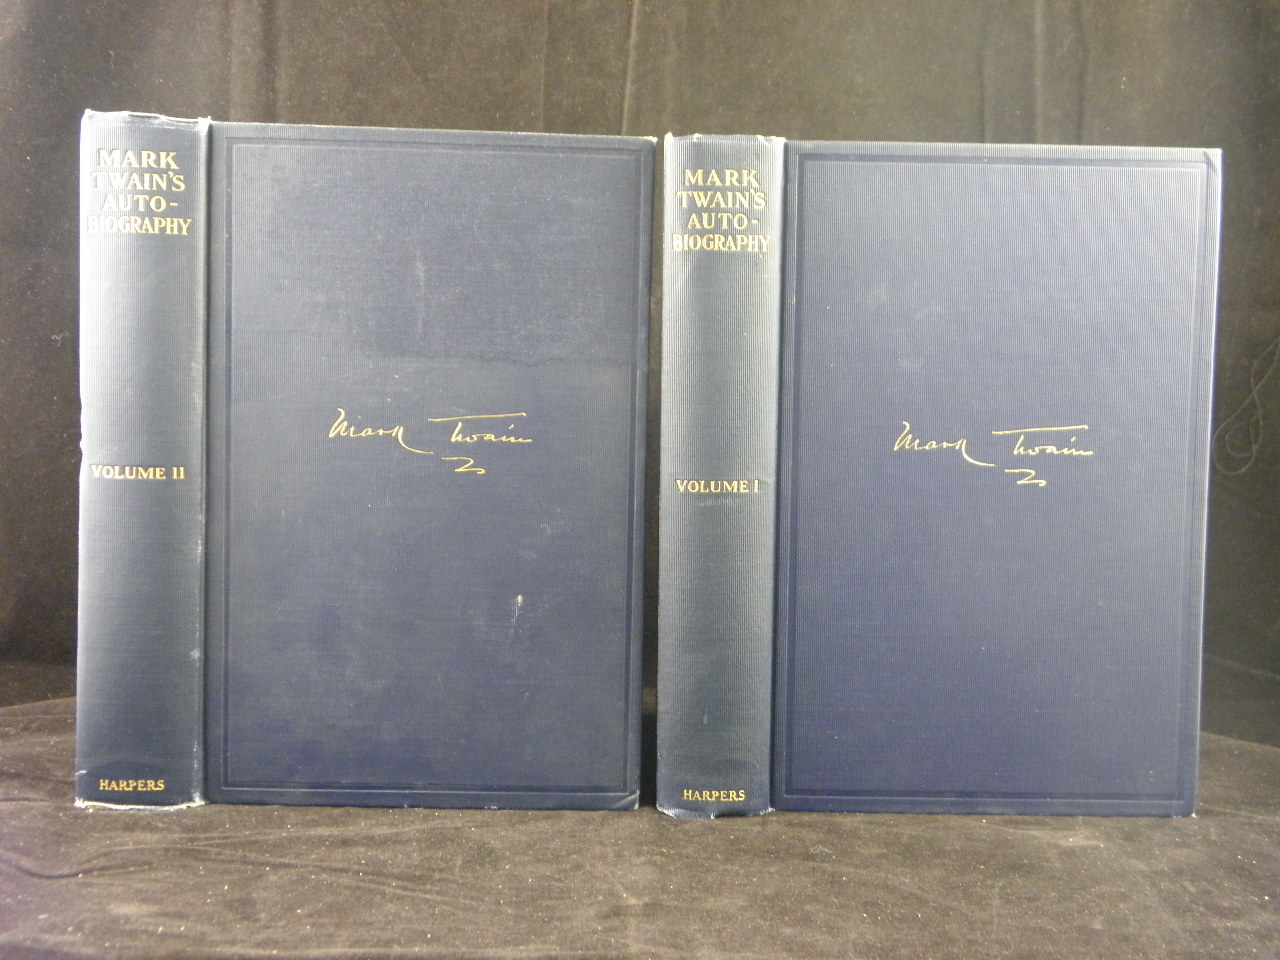 MARK
TWAIN'S
AUTO-
BIOGRAPHY
VOLUME II
HARPERS
Mark Twain
MARK
TWAIN'S
AUTO-
BIOGRAPHY
VOLUME I
HARPERS
Mark Twain